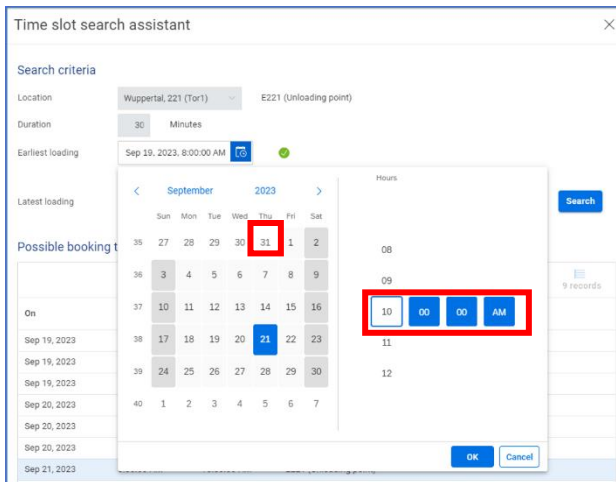 Time slot search assistant
Search criteria
Location Wuppertal, 221 (Tor1) E221 (Unloading point)
Duration 30 Minutes
Earliest loading Sep 19, 2023, 8:00:00 AM
Latest loading Search
September 2023
Sun Mon Tue Wed Thu Fri Sat
35 27 28 29 30 31 1 2
36 3 4 5 6 7 8 9
37 10 11 12 13 14 15 16
38 17 18 19 20 21 22 23
39 24 25 26 27 28 29 30
40 1 2 3 4 5 6 7
Hours
08
09
10 00 00 AM
11
12
OK Cancel
Possible booking t
9 records
On
Sep 19, 2023
Sep 19, 2023
Sep 19, 2023
Sep 20, 2023
Sep 20, 2023
Sep 20, 2023
Sep 21, 2023